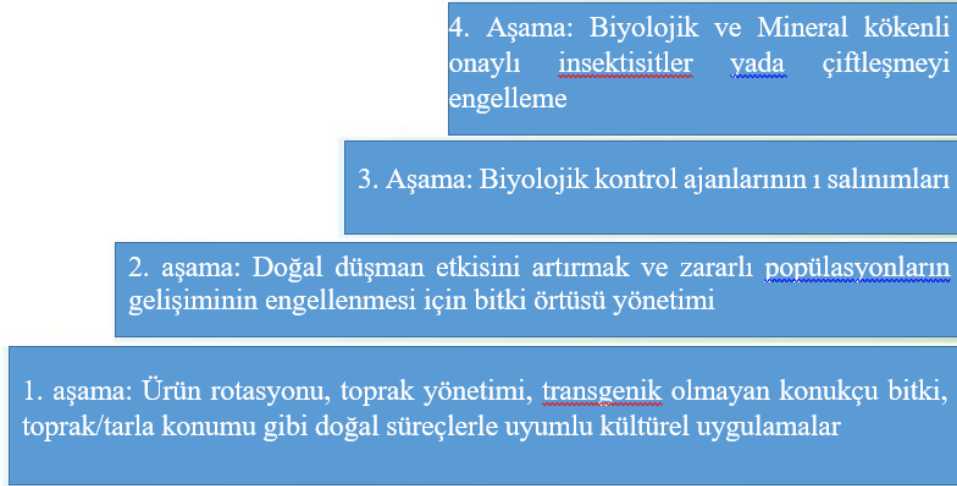 4. Aşama: Biyolojik ve Mineral kökenli
onaylı insektisitler yada çiftleşmeyi
engelleme
3. Aşama: Biyolojik kontrol ajanlarının ı salınımları
2. aşama: Doğal düşman etkisini artırmak ve zararlı popülasyonların
gelişiminin engellenmesi için bitki örtüsü yönetimi
1. aşama: Ürün rotasyonu, toprak yönetimi, transgenik olmayan konukçu bitki,
toprak/tarla konumu gibi doğal süreçlerle uyumlu kültürel uygulamalar